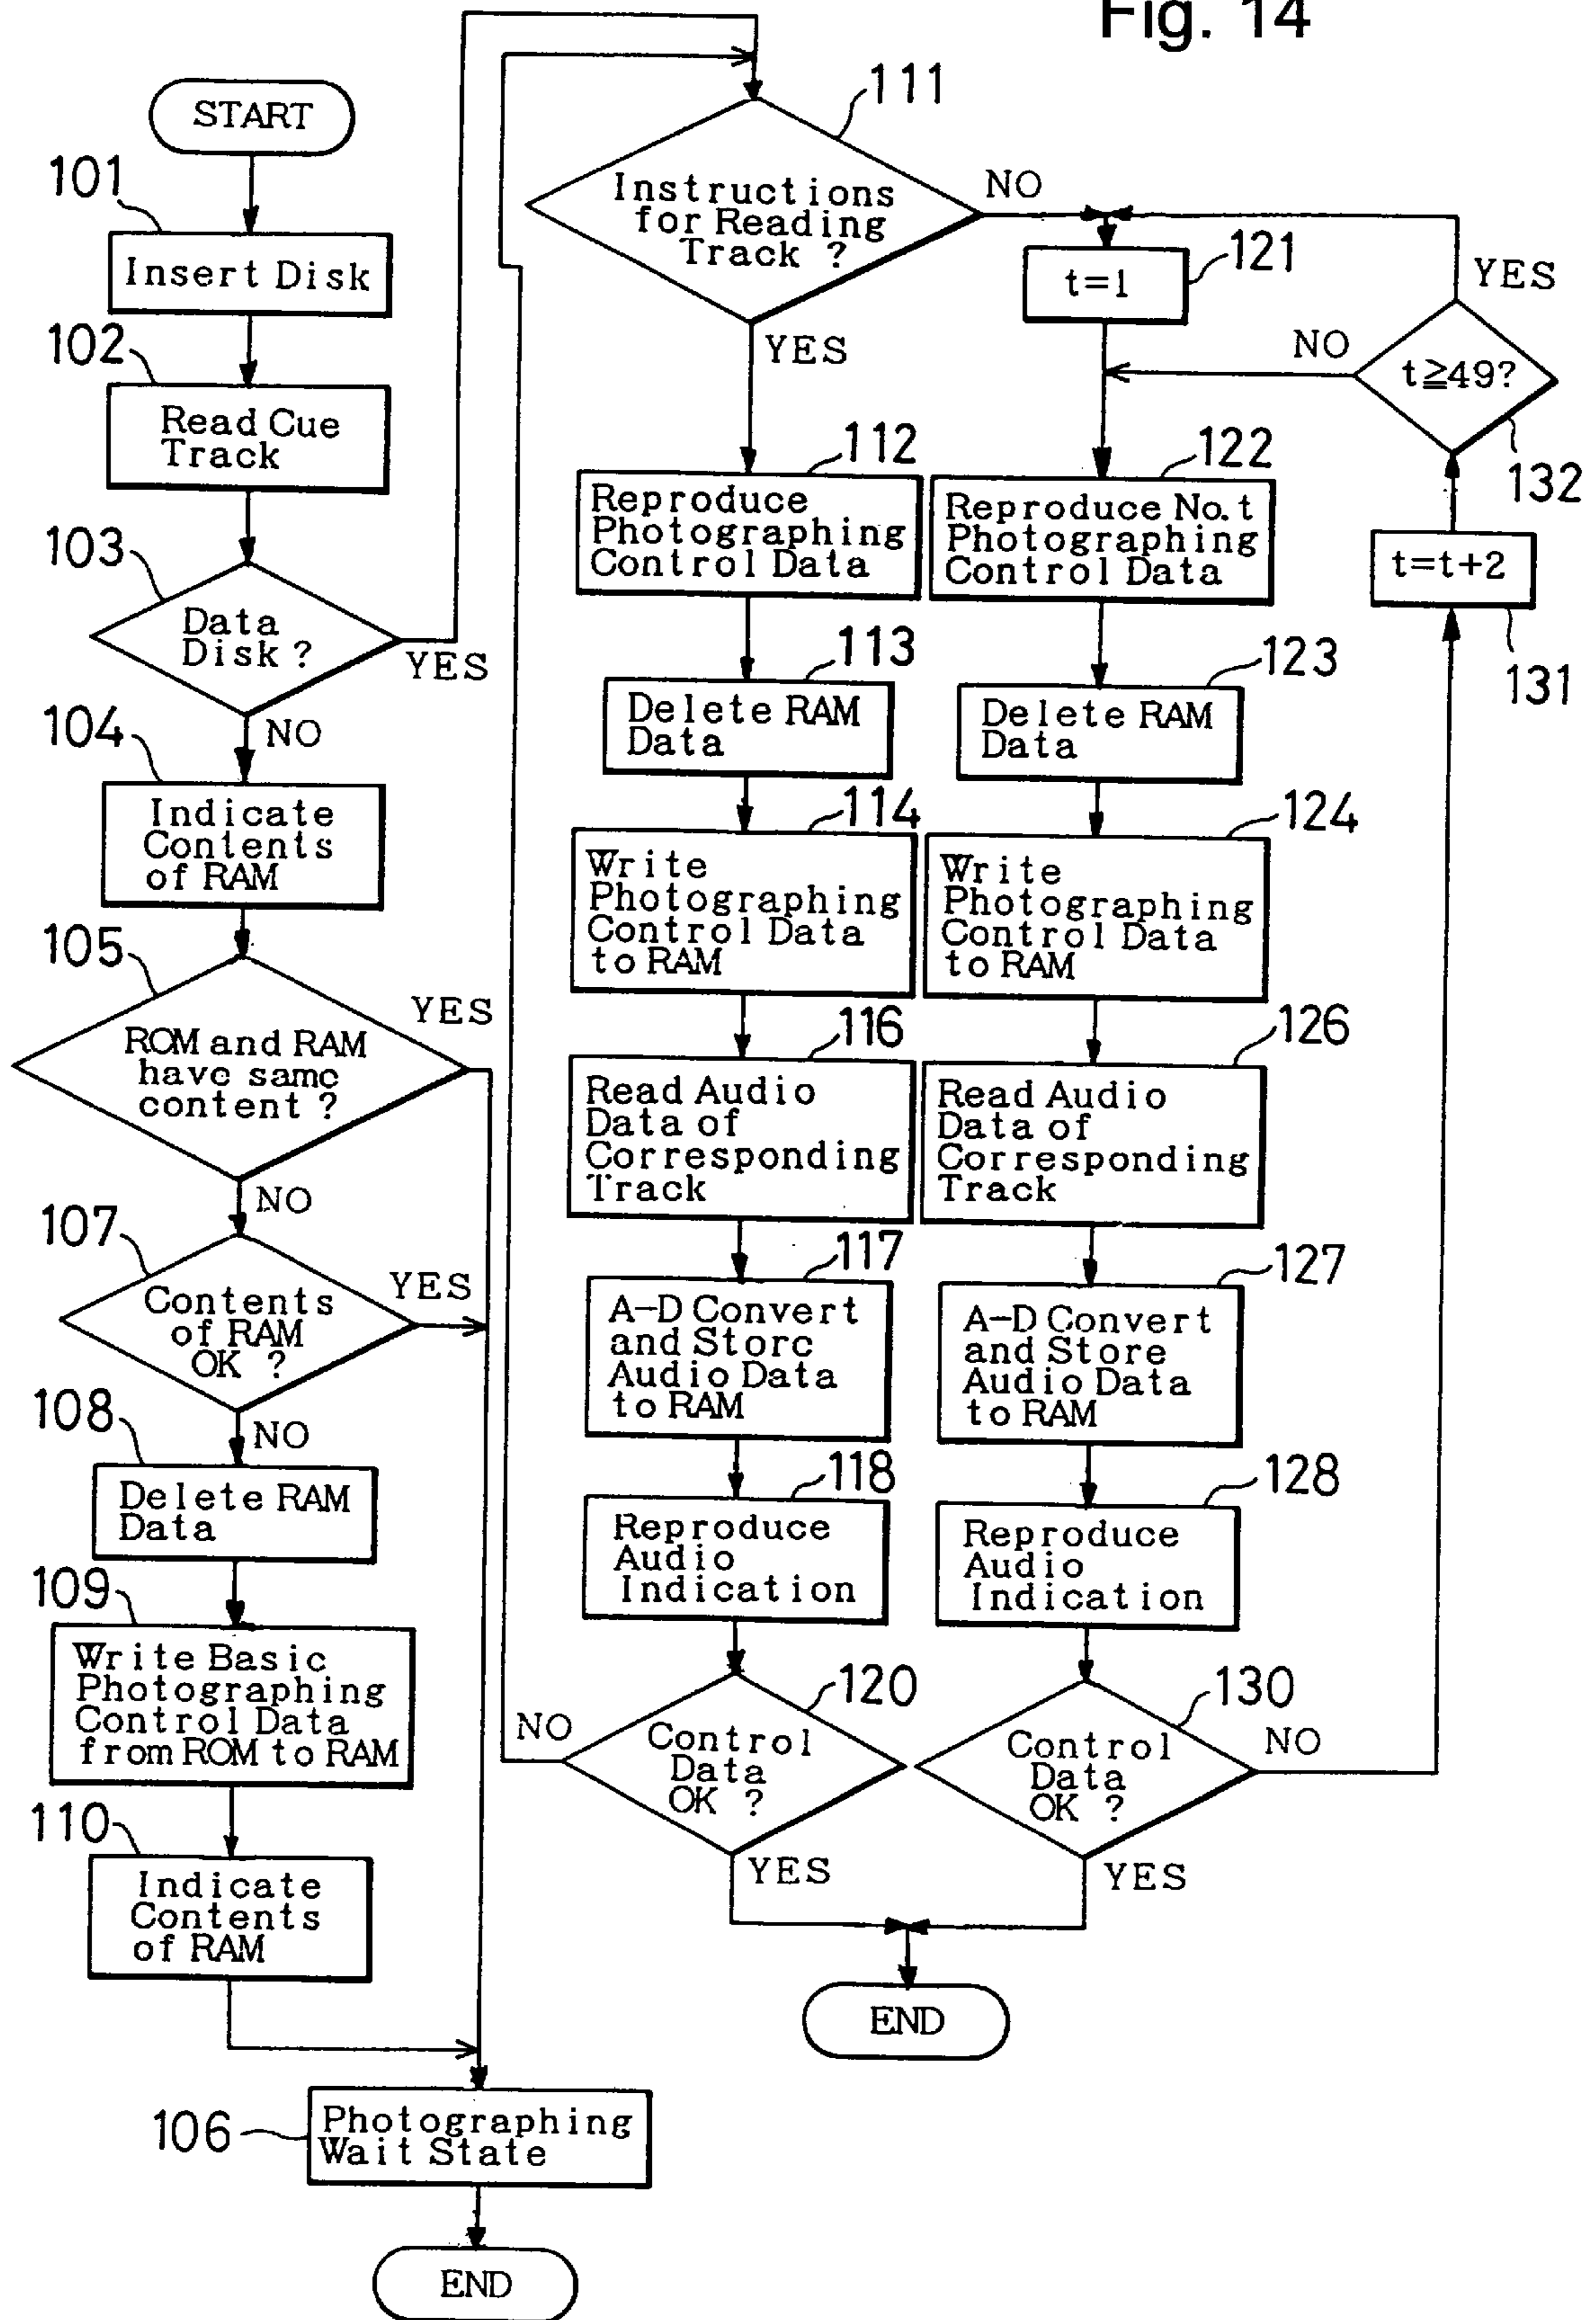 Fig. 14
START
101
Insert Disk
102
Read Cue
Track
103
Data
Disk ?
YES
NO
104
Indicate
Contents
of RAM
105
ROM and RAM
have same
content ?
YES
NO
107
Contents
of RAM
OK ?
YES
NO
108
Delete RAM
Data
109
Write Basic
Photographing
Control Data
from ROM to RAM
110
Indicate
Contents
of RAM
106
Photographing
Wait State
END
111
Instructions
for Reading
Track ?
NO
YES
112
Reproduce
Photographing
Control Data
113
Delete RAM
Data
114
Write
Photographing
Control Data
to RAM
116
Read Audio
Data of
Corresponding
Track
117
A-D Convert
and Store
Audio Data
to RAM
118
Reproduce
Audio
Indication
120
Control
Data
OK ?
NO
YES
121
t=1
122
Reproduce No. t
Photographing
Control Data
123
Delete RAM
Data
124
Write
Photographing
Control Data
to RAM
126
Read Audio
Data of
Corresponding
Track
127
A-D Convert
and Store
Audio Data
to RAM
128
Reproduce
Audio
Indication
130
Control
Data
OK ?
NO
YES
END
131
t=t+2
132
t≧49?
YES
NO